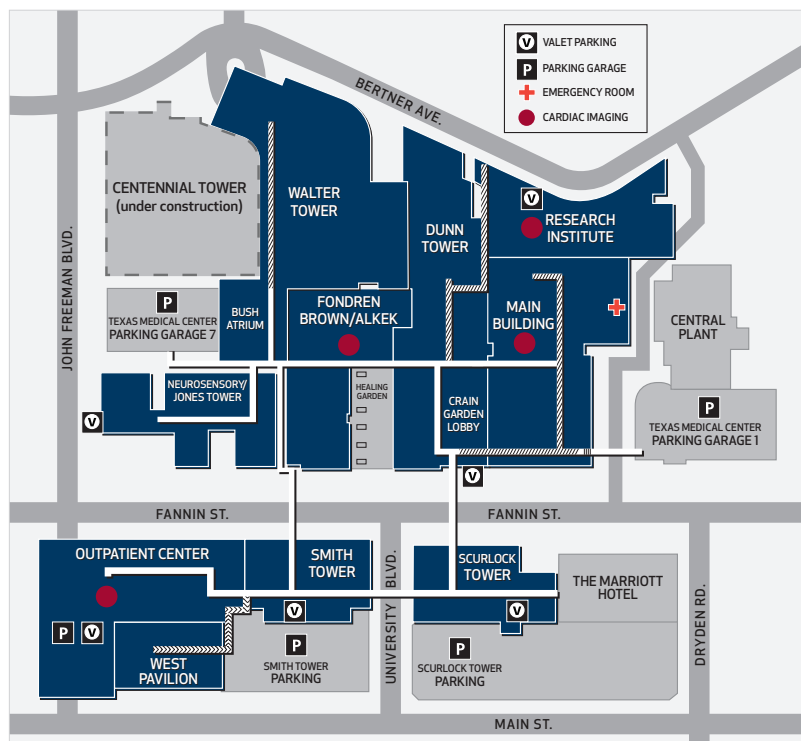 V VALET PARKING
P PARKING GARAGE
EMERGENCY ROOM
CARDIAC IMAGING
BERTNER AVE.
CENTENNIAL TOWER
(under construction)
WALTER
TOWER
DUNN
TOWER
V
RESEARCH
INSTITUTE
JOHN FREEMAN BLVD.
P
TEXAS MEDICAL CENTER
PARKING GARAGE 7
BUSH
ATRIUM
FONDREN
BROWN/ALKEK
MAIN
BUILDING
CENTRAL
PLANT
NEUROSENSORY/
JONES TOWER
HEALING
GARDEN
CRAIN
GARDEN
LOBBY
P
TEXAS MEDICAL CENTER
PARKING GARAGE 1
V
V
FANNIN ST.
FANNIN ST.
OUTPATIENT CENTER
SMITH
TOWER
UNIVERSITY BLVD.
SCURLOCK
TOWER
THE MARRIOTT
HOTEL
DRYDEN RD.
P V
V
V
WEST
PAVILION
P
SMITH TOWER
PARKING
P
SCURLOCK TOWER
PARKING
MAIN ST.